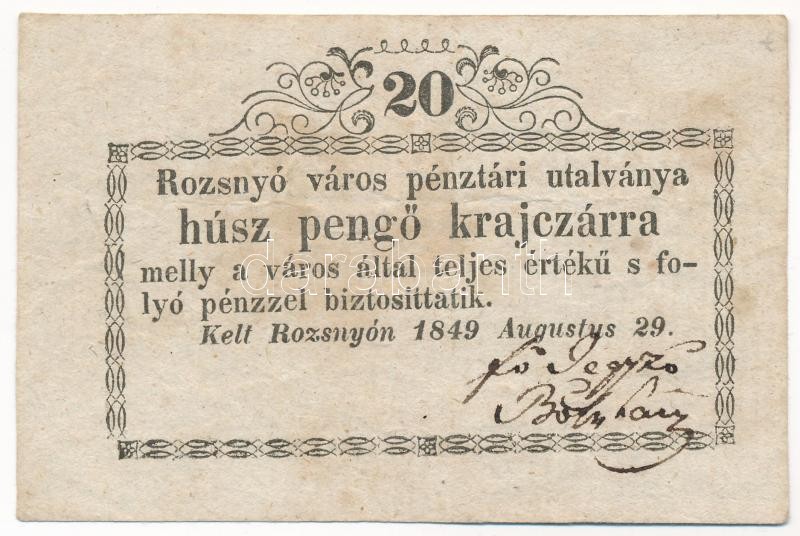 20
Rozsnyó város pénztári utalványa
húsz pengő krajczárra
melly a város által teljes értékű s fo-
lyó pénzzel biztosittatik.
Kelt Rozsnyón 1849 Augustus 29.
fő Jegyző
darabanth